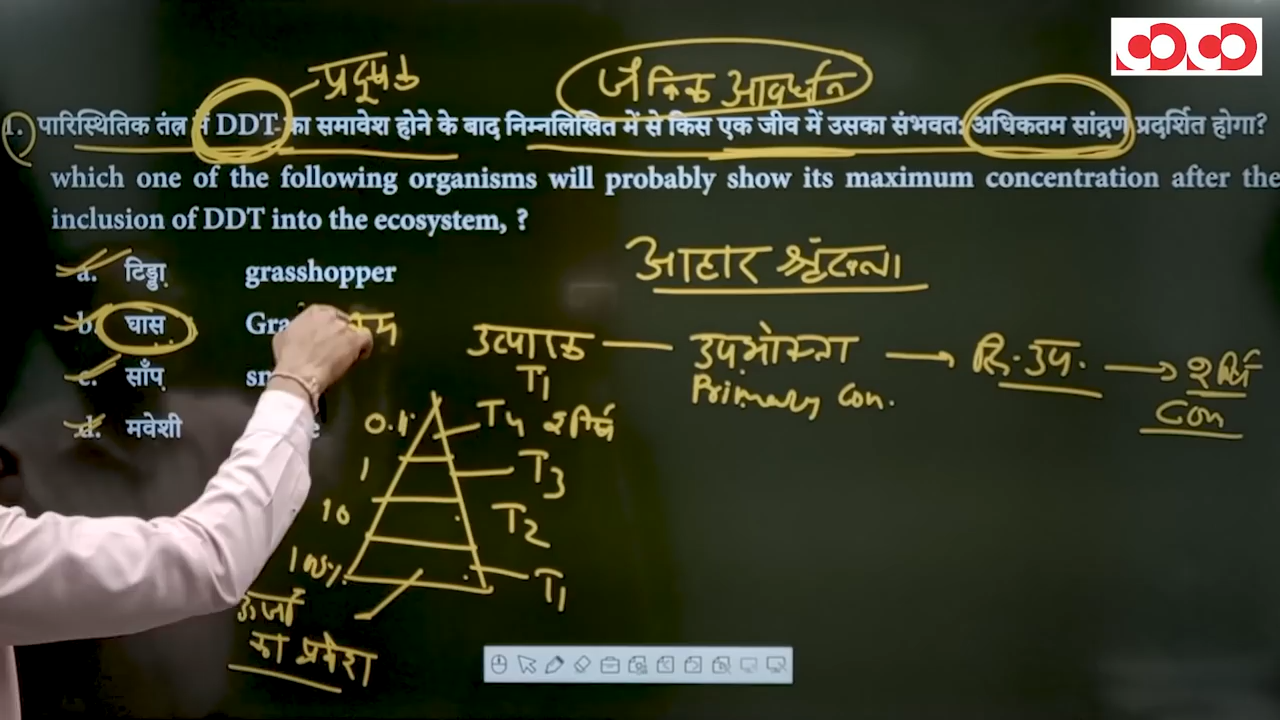 प्रदूषक
जैविक आवर्धन
1. पारिस्थितिक तंत्र में DDT का समावेश होने के बाद निम्नलिखित में से किस एक जीव में उसका संभवतः अधिकतम सांद्रण प्रदर्शित होगा?
which one of the following organisms will probably show its maximum concentration after the
inclusion of DDT into the ecosystem, ?
आहार श्रृंखला
a. टिड्डा grasshopper
b. घास
c. साँप
d. मवेशी
उत्पादक — उपभोक्ता → द्वि. उप. → शीर्ष
T1 Primary Con. Con
0.1 T4 शीर्ष
1 T3
10 T2
100% T1
ऊर्जा
का प्रवेश